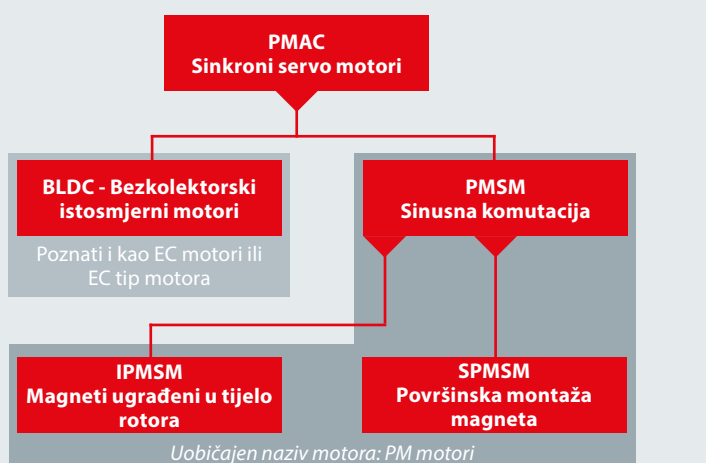 PMAC
Sinkroni servo motori
BLDC - Bezkolektorski
istosmjerni motori
Poznati i kao EC motori ili
EC tip motora
PMSM
Sinusna komutacija
IPMSM
Magneti ugrađeni u tijelo
rotora
SPMSM
Površinska montaža
magneta
Uobičajen naziv motora: PM motori